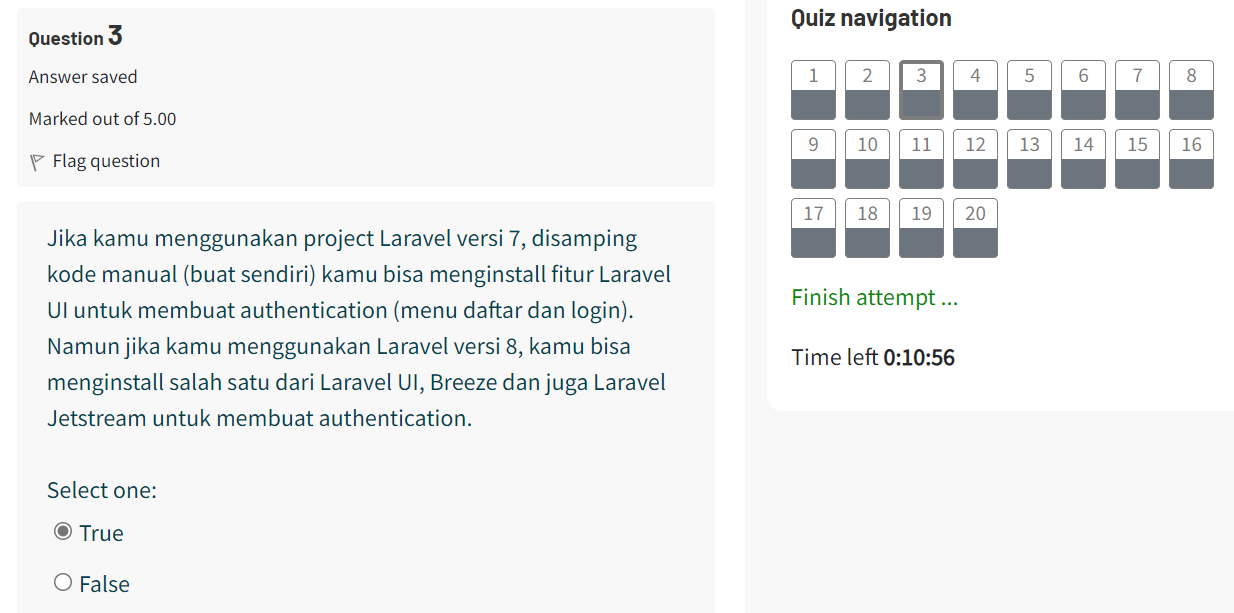 Question 3
Answer saved
Marked out of 5.00
Flag question
Jika kamu menggunakan project Laravel versi 7, disamping
kode manual (buat sendiri) kamu bisa menginstall fitur Laravel
UI untuk membuat authentication (menu daftar dan login).
Namun jika kamu menggunakan Laravel versi 8, kamu bisa
menginstall salah satu dari Laravel UI, Breeze dan juga Laravel
Jetstream untuk membuat authentication.
Select one:
True
False
Quiz navigation
1 2 3 4 5 6 7 8
9 10 11 12 13 14 15 16
17 18 19 20
Finish attempt ...
Time left 0:10:56